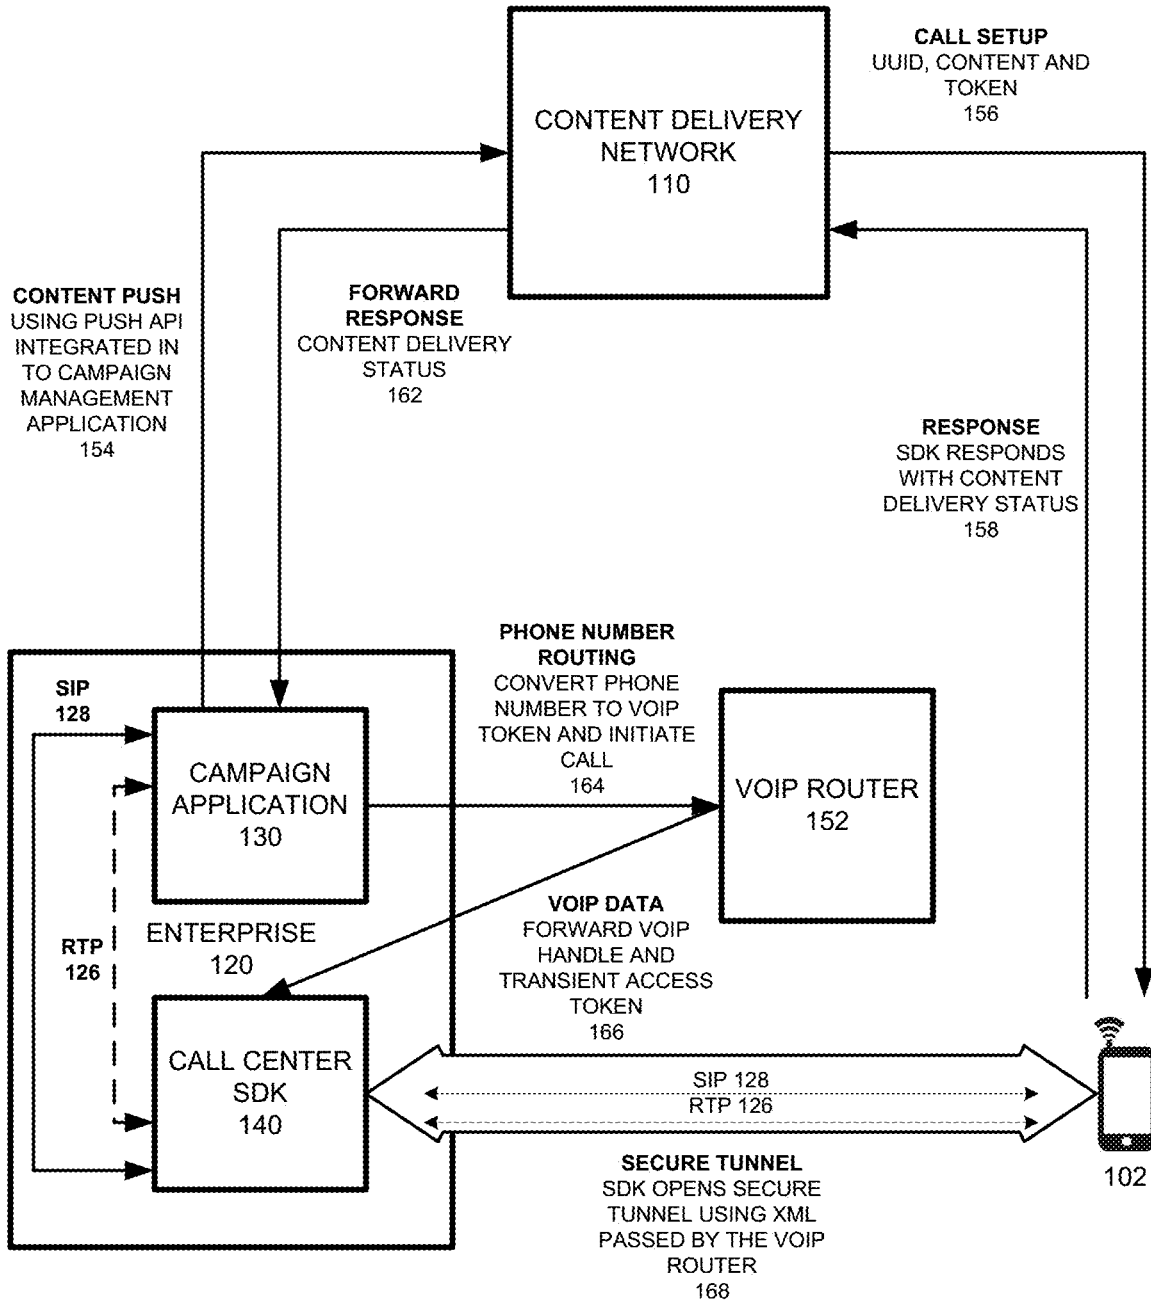 CALL SETUP
UUID, CONTENT AND
TOKEN
156
CONTENT DELIVERY
NETWORK
110
CONTENT PUSH
USING PUSH API
INTEGRATED IN
TO CAMPAIGN
MANAGEMENT
APPLICATION
154
FORWARD
RESPONSE
CONTENT DELIVERY
STATUS
162
RESPONSE
SDK RESPONDS
WITH CONTENT
DELIVERY STATUS
158
PHONE NUMBER
ROUTING
CONVERT PHONE
NUMBER TO VOIP
TOKEN AND INITIATE
CALL
164
SIP
128
CAMPAIGN
APPLICATION
130
VOIP ROUTER
152
ENTERPRISE
120
RTP
126
VOIP DATA
FORWARD VOIP
HANDLE AND
TRANSIENT ACCESS
TOKEN
166
CALL CENTER
SDK
140
SIP 128
RTP 126
102
SECURE TUNNEL
SDK OPENS SECURE
TUNNEL USING XML
PASSED BY THE VOIP
ROUTER
168